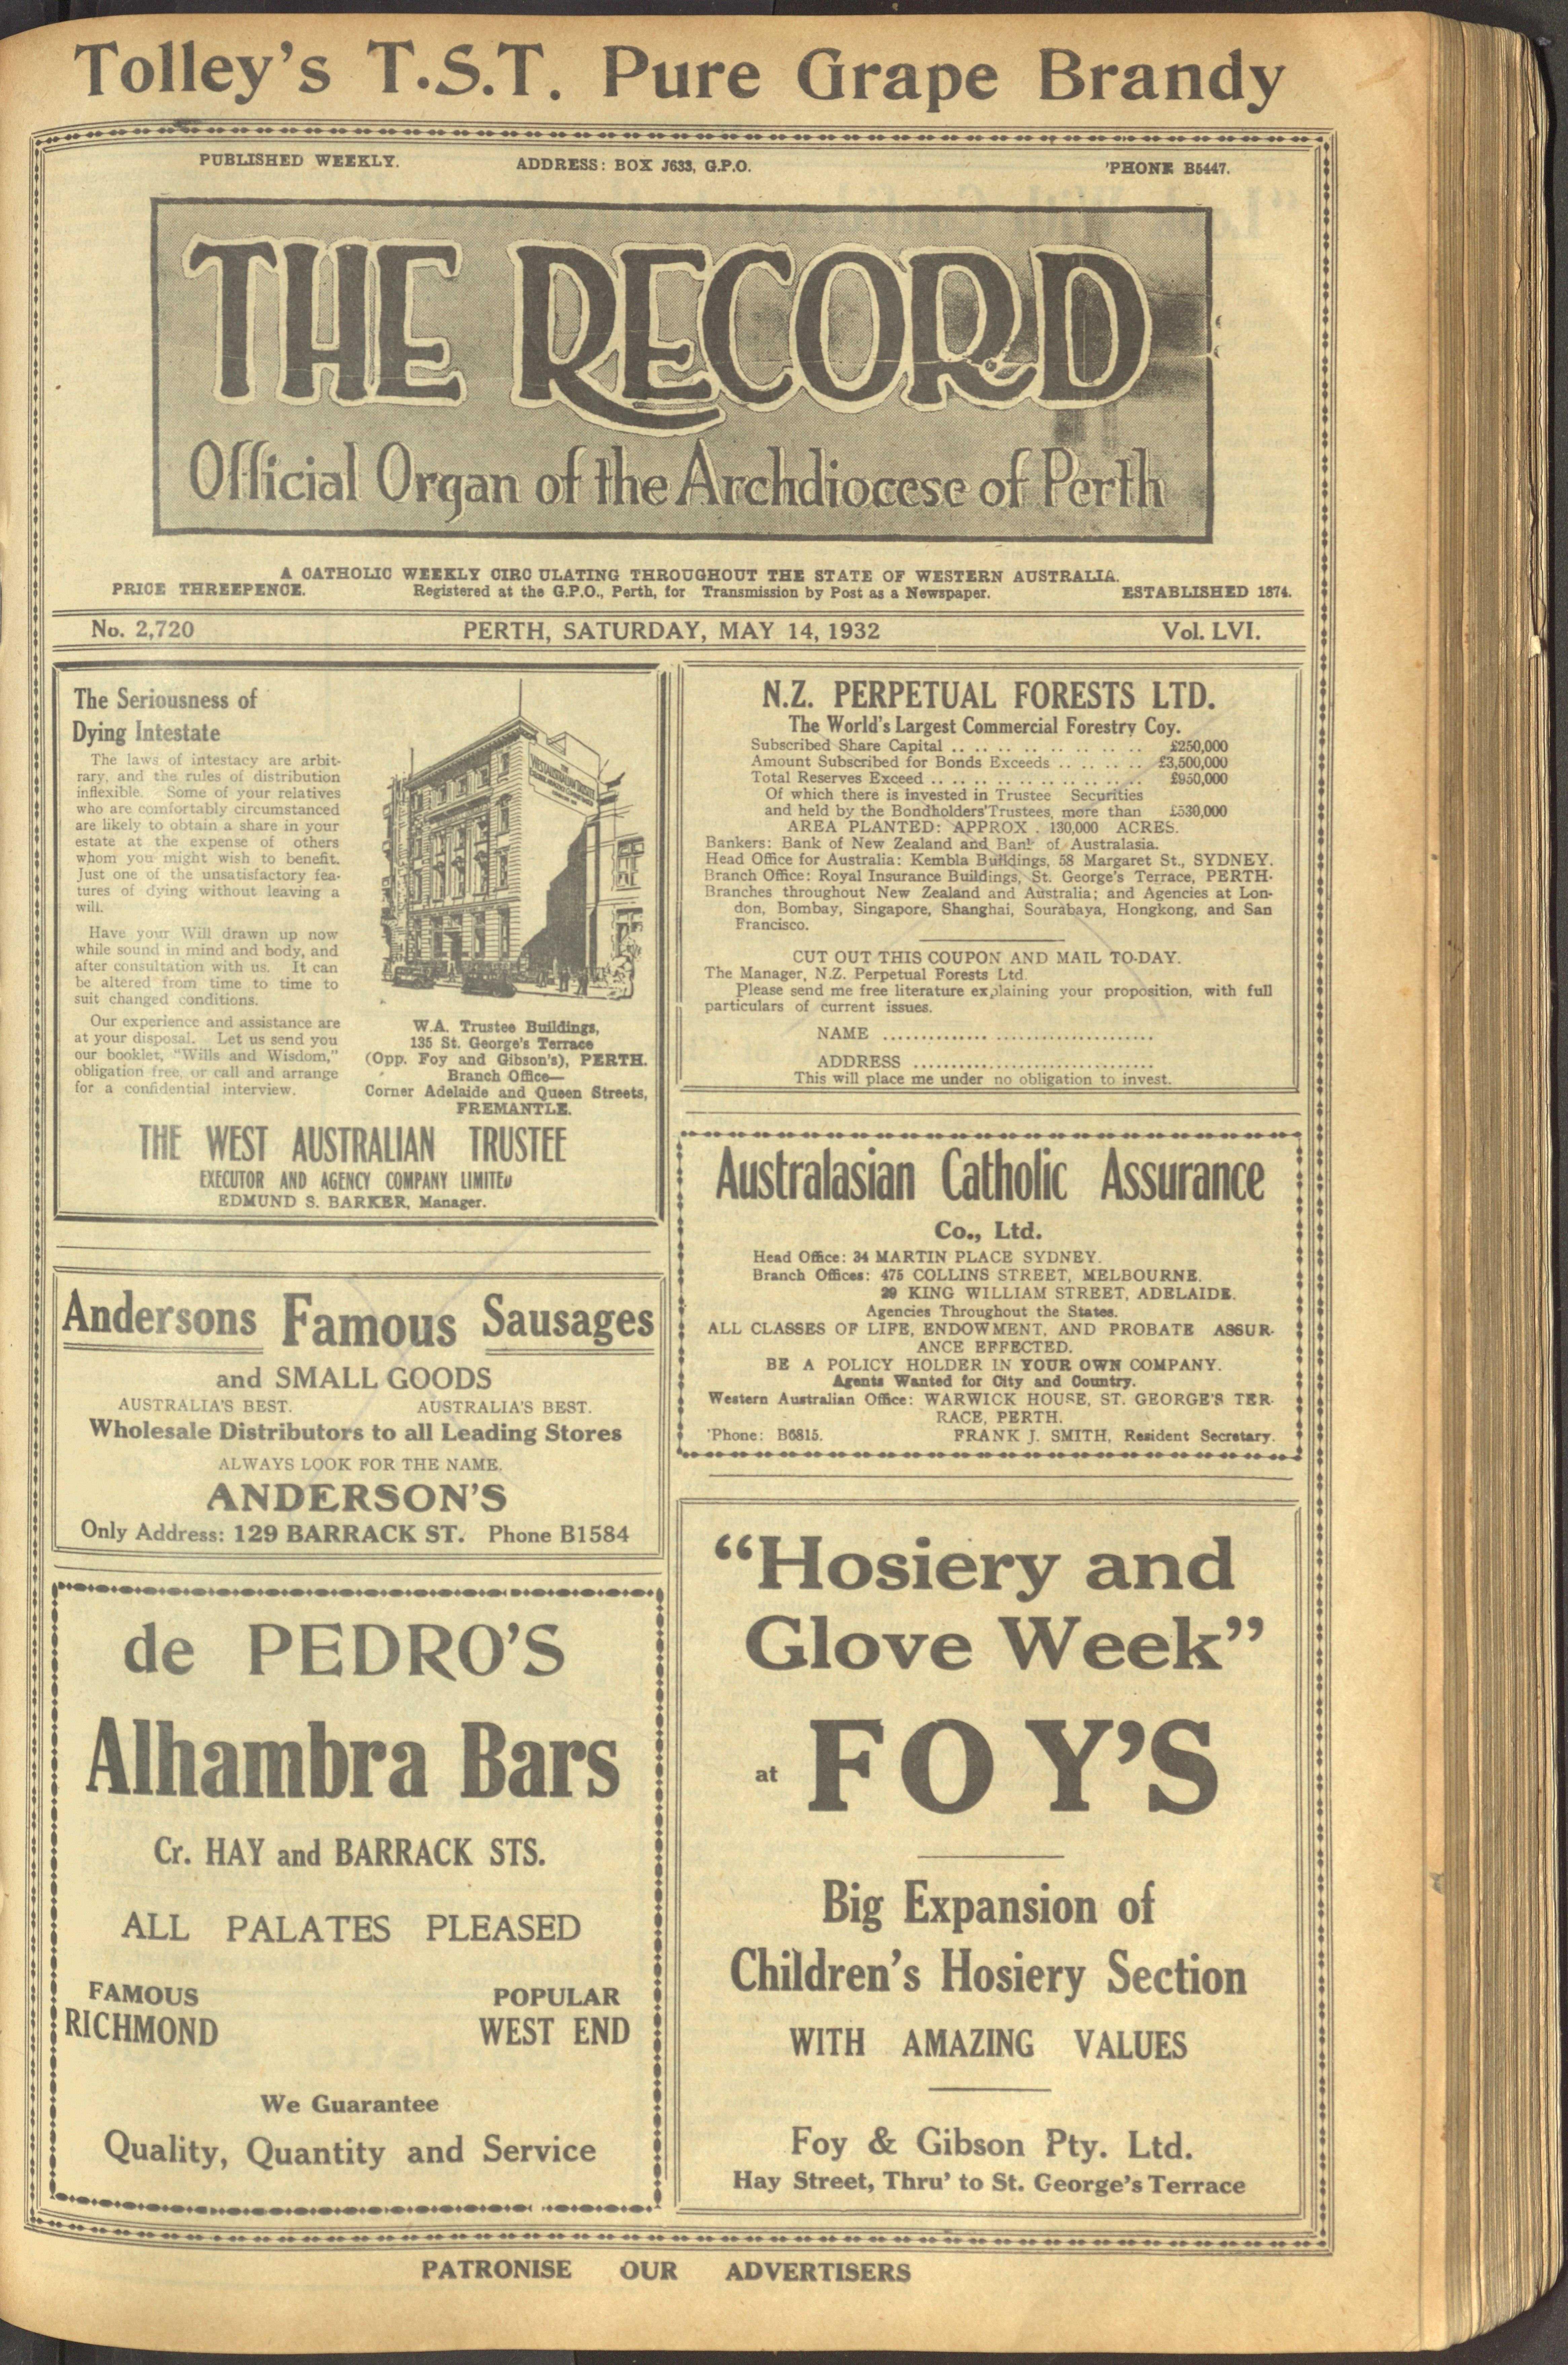 Tolley's T.S.T. Pure Grape Brandy
PUBLISHED WEEKLY. ADDRESS: BOX J633, G.P.O. 'PHONE B5447.
THE RECORD
Official Organ of the Archdiocese of Perth
A CATHOLIC WEEKLY CIRCULATING THROUGHOUT THE STATE OF WESTERN AUSTRALIA.
PRICE THREEPENCE. Registered at the G.P.O., Perth, for Transmission by Post as a Newspaper. ESTABLISHED 1874.
No. 2,720 PERTH, SATURDAY, MAY 14, 1932 Vol. LVI.
The Seriousness of
Dying Intestate
The laws of intestacy are arbit-
rary, and the rules of distribution
inflexible. Some of your relatives
who are comfortably circumstanced
are likely to obtain a share in your
estate at the expense of others
whom you might wish to benefit.
Just one of the unsatisfactory fea-
tures of dying without leaving a
will.
Have your Will drawn up now
while sound in mind and body, and
after consultation with us. It can
be altered from time to time to
suit changed conditions.
Our experience and assistance are
at your disposal. Let us send you
our booklet, "Wills and Wisdom,"
obligation free, or call and arrange
for a confidential interview.
W.A. Trustee Buildings,
135 St. George's Terrace
(Opp. Foy and Gibson's), PERTH.
Branch Office—
Corner Adelaide and Queen Streets,
FREMANTLE.
THE WEST AUSTRALIAN TRUSTEE
EXECUTOR AND AGENCY COMPANY LIMITED
EDMUND S. BARKER, Manager.
Andersons Famous Sausages
and SMALL GOODS
AUSTRALIA'S BEST. AUSTRALIA'S BEST.
Wholesale Distributors to all Leading Stores
ALWAYS LOOK FOR THE NAME.
ANDERSON'S
Only Address: 129 BARRACK ST. Phone B1584
de PEDRO'S
Alhambra Bars
Cr. HAY and BARRACK STS.
ALL PALATES PLEASED
FAMOUS POPULAR
RICHMOND WEST END
We Guarantee
Quality, Quantity and Service
N.Z. PERPETUAL FORESTS LTD.
The World's Largest Commercial Forestry Coy.
Subscribed Share Capital .. .. .. .. .. .. .. .. .. £250,000
Amount Subscribed for Bonds Exceeds .. .. .. .. £3,500,000
Total Reserves Exceed .. .. .. .. .. .. .. .. .. £950,000
Of which there is invested in Trustee Securities
and held by the Bondholders' Trustees, more than £530,000
AREA PLANTED: APPROX. 130,000 ACRES.
Bankers: Bank of New Zealand and Bank of Australasia.
Head Office for Australia: Kembla Buildings, 58 Margaret St., SYDNEY.
Branch Office: Royal Insurance Buildings, St. George's Terrace, PERTH.
Branches throughout New Zealand and Australia; and Agencies at Lon-
don, Bombay, Singapore, Shanghai, Sourabaya, Hongkong, and San
Francisco.
CUT OUT THIS COUPON AND MAIL TO-DAY.
The Manager, N.Z. Perpetual Forests Ltd.
Please send me free literature explaining your proposition, with full
particulars of current issues.
NAME ..................................
ADDRESS ..................................
This will place me under no obligation to invest.
Australasian Catholic Assurance
Co., Ltd.
Head Office: 34 MARTIN PLACE SYDNEY.
Branch Offices: 475 COLLINS STREET, MELBOURNE.
29 KING WILLIAM STREET, ADELAIDE.
Agencies Throughout the States.
ALL CLASSES OF LIFE, ENDOWMENT, AND PROBATE ASSUR-
ANCE EFFECTED.
BE A POLICY HOLDER IN YOUR OWN COMPANY.
Agents Wanted for City and Country.
Western Australian Office: WARWICK HOUSE, ST. GEORGE'S TER-
RACE, PERTH.
'Phone: B6815. FRANK J. SMITH, Resident Secretary.
"Hosiery and
Glove Week"
at FOY'S
Big Expansion of
Children's Hosiery Section
WITH AMAZING VALUES
Foy & Gibson Pty. Ltd.
Hay Street, Thru' to St. George's Terrace
PATRONISE OUR ADVERTISERS